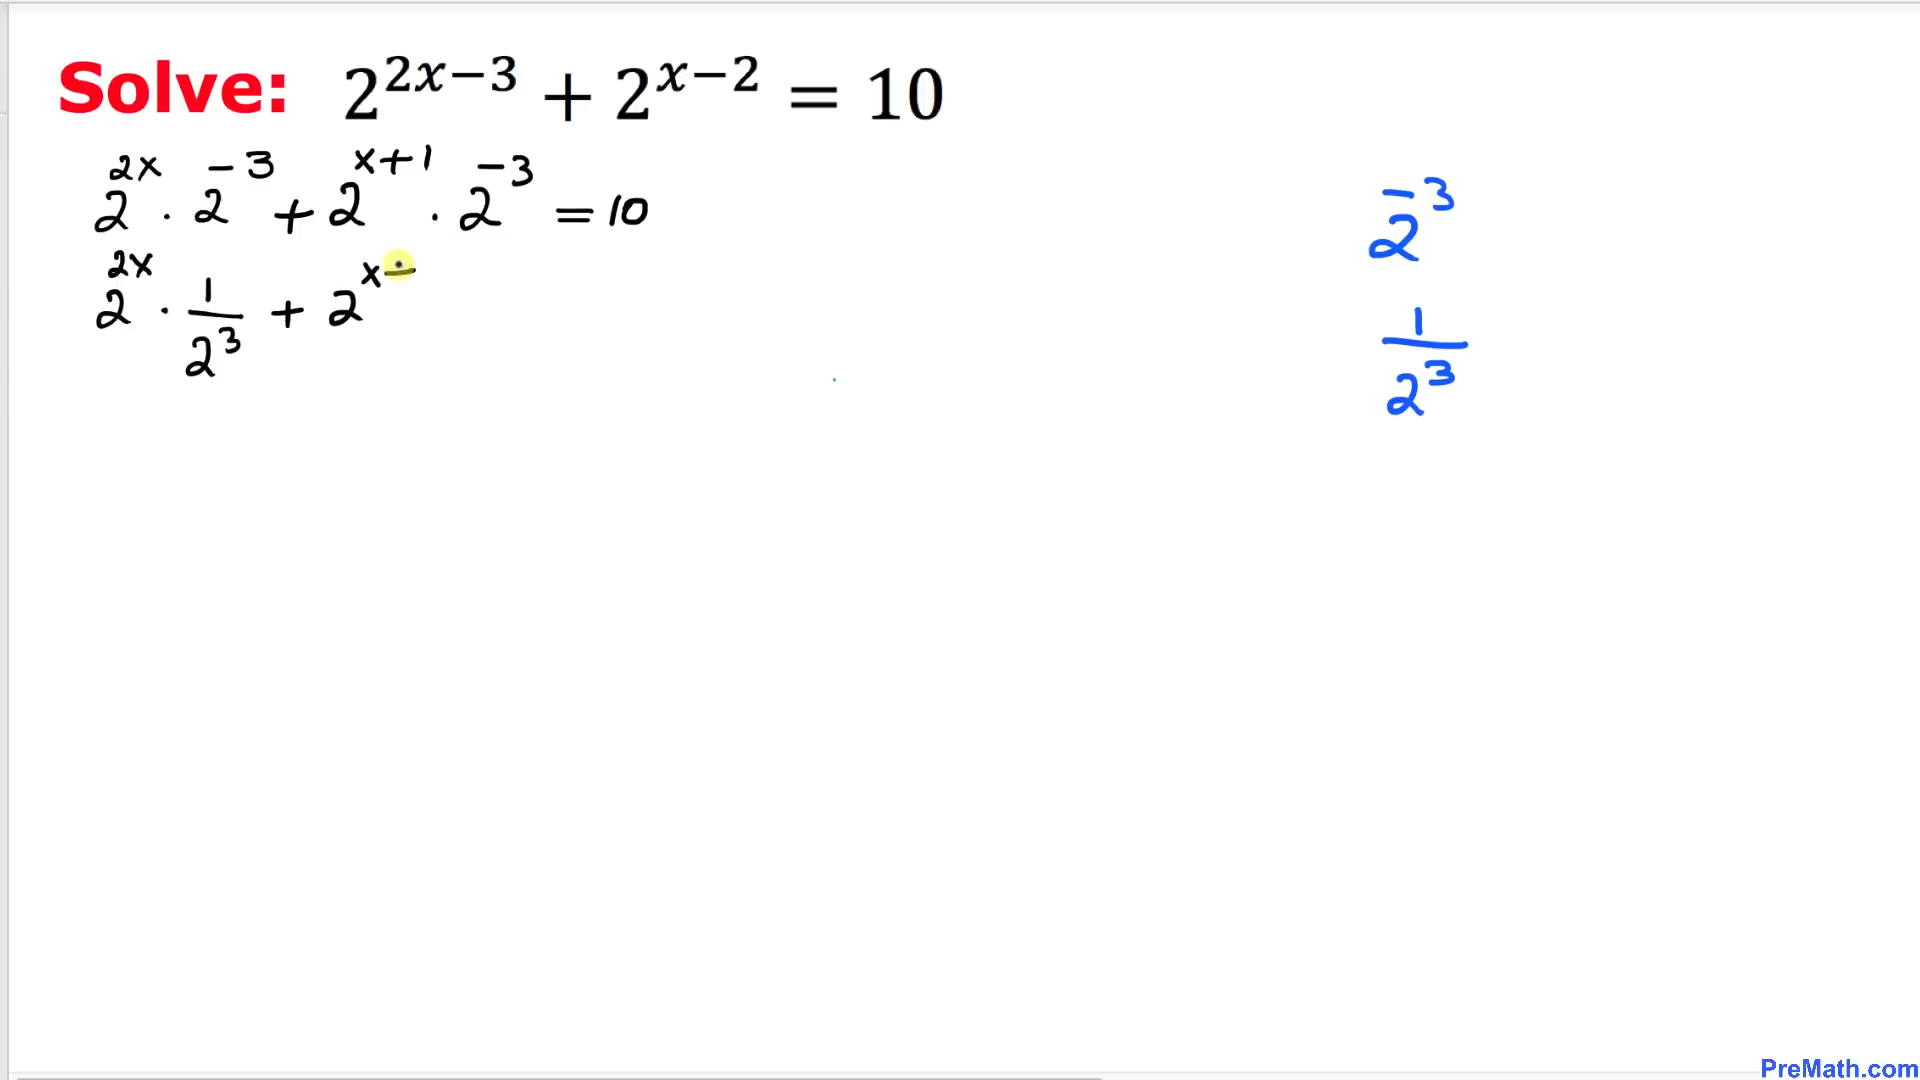 Solve: 2^{2x-3} + 2^{x-2} = 10
2^{2x} · 2^{-3} + 2^{x+1} · 2^{-3} = 10
2^{2x} · 1/2^3 + 2^{x-
2^{-3}
1/2^3
PreMath.com